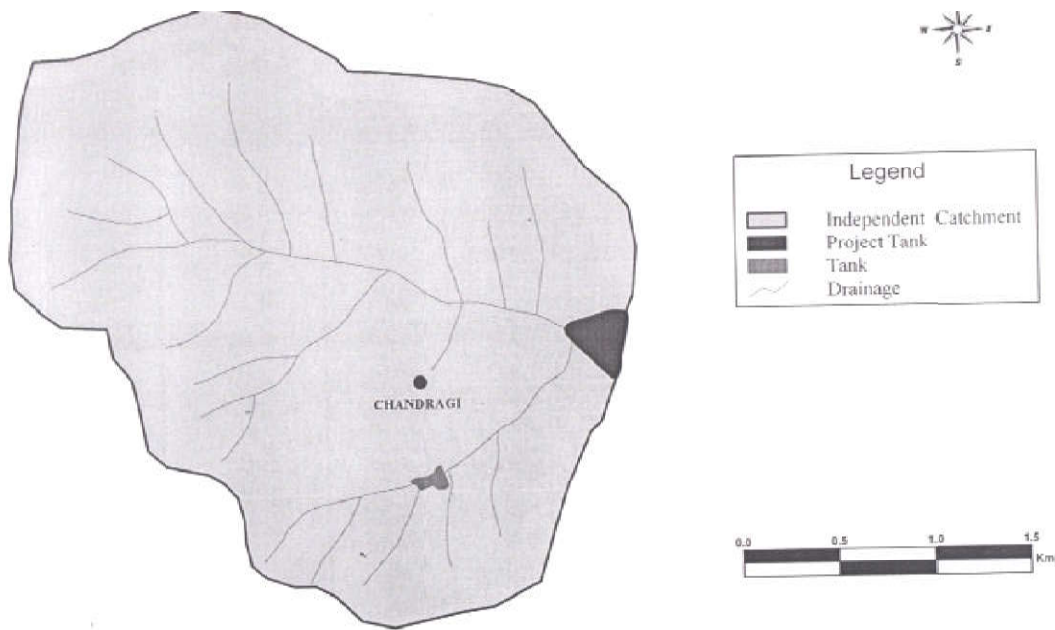 W E
S
Legend
Independent Catchment
Project Tank
Tank
Drainage
CHANDRAGI
0.0 0.5 1.0 1.5
Km